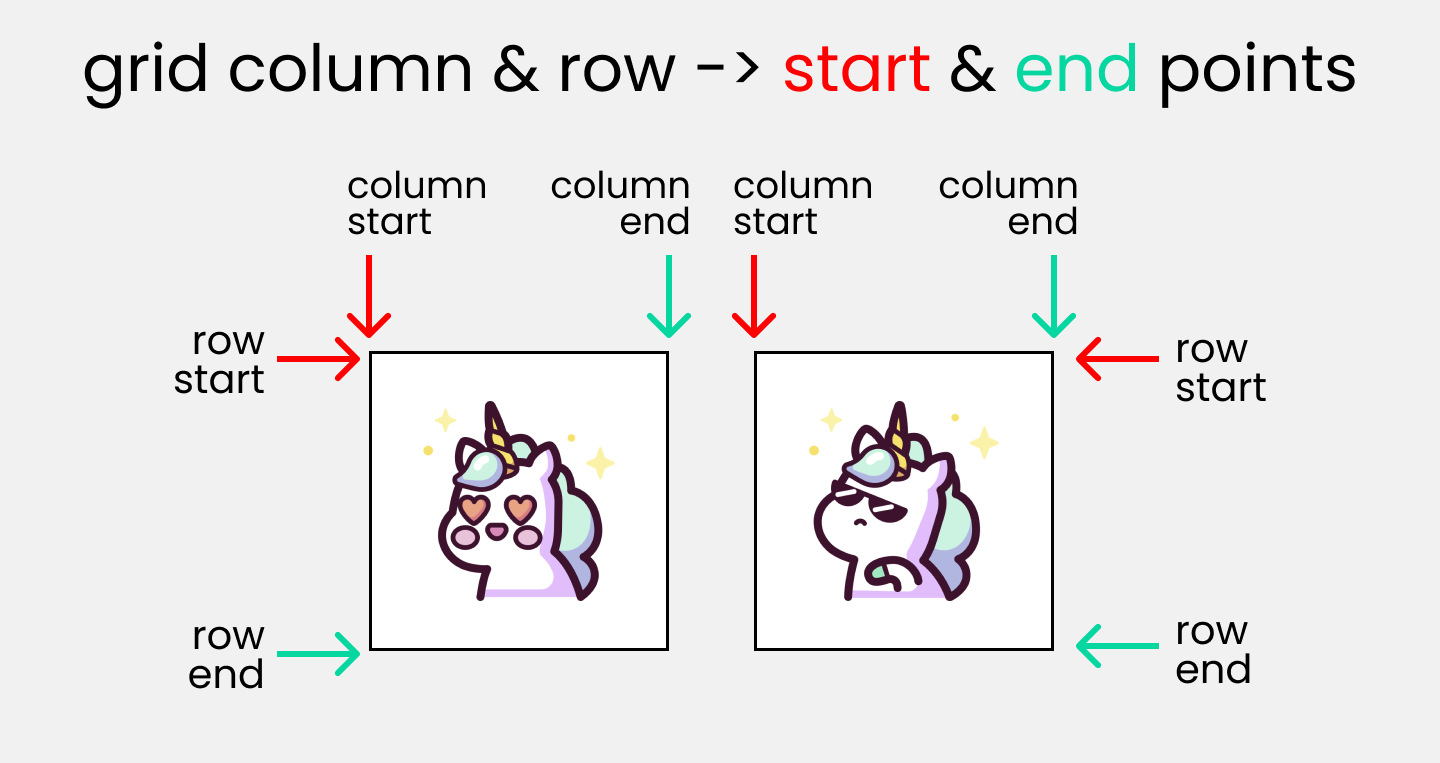 grid column & row -> start & end points
column
start
column
end
column
start
column
end
row
start
row
start
row
end
row
end